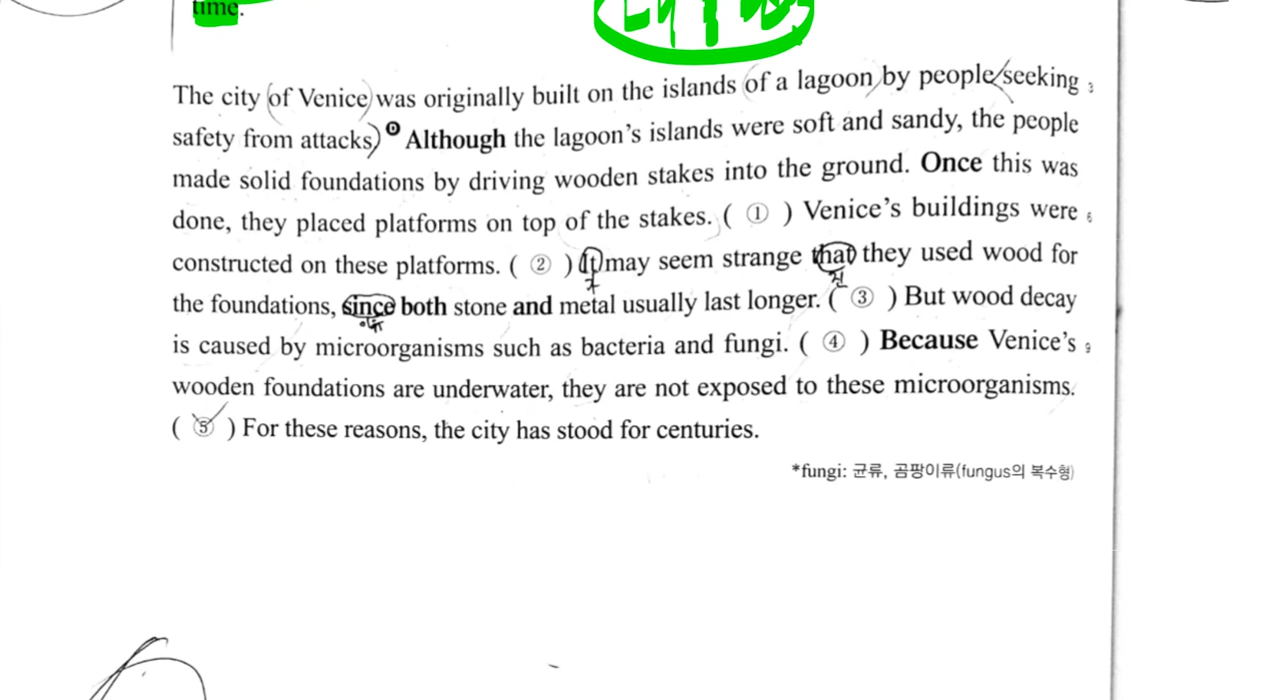 time.
The city of Venice was originally built on the islands of a lagoon by people seeking 3
safety from attacks. Although the lagoon's islands were soft and sandy, the people
made solid foundations by driving wooden stakes into the ground. Once this was
done, they placed platforms on top of the stakes. ( ① ) Venice's buildings were 6
constructed on these platforms. ( ② ) It may seem strange that they used wood for
the foundations, since both stone and metal usually last longer. ( ③ ) But wood decay
is caused by microorganisms such as bacteria and fungi. ( ④ ) Because Venice's 9
wooden foundations are underwater, they are not exposed to these microorganisms.
( ⑤ ) For these reasons, the city has stood for centuries.
*fungi: 균류, 곰팡이류(fungus의 복수형)